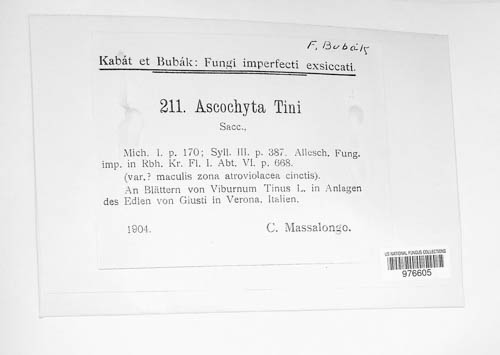 F. Bubák
Kabát et Bubák: Fungi imperfecti exsiccati.
211. Ascochyta Tini
Sacc.,
Mich. I. p. 170; Syll. III. p. 387. Allesch. Fung.
imp. in Rbh. Kr. Fl. I. Abt. VI. p. 668.
(var.? maculis zona atroviolacea cinctis).
An Blättern von Viburnum Tinus L. in Anlagen
des Edlen von Giusti in Verona, Italien.
1904. C. Massalongo.
US NATIONAL FUNGUS COLLECTIONS
976605